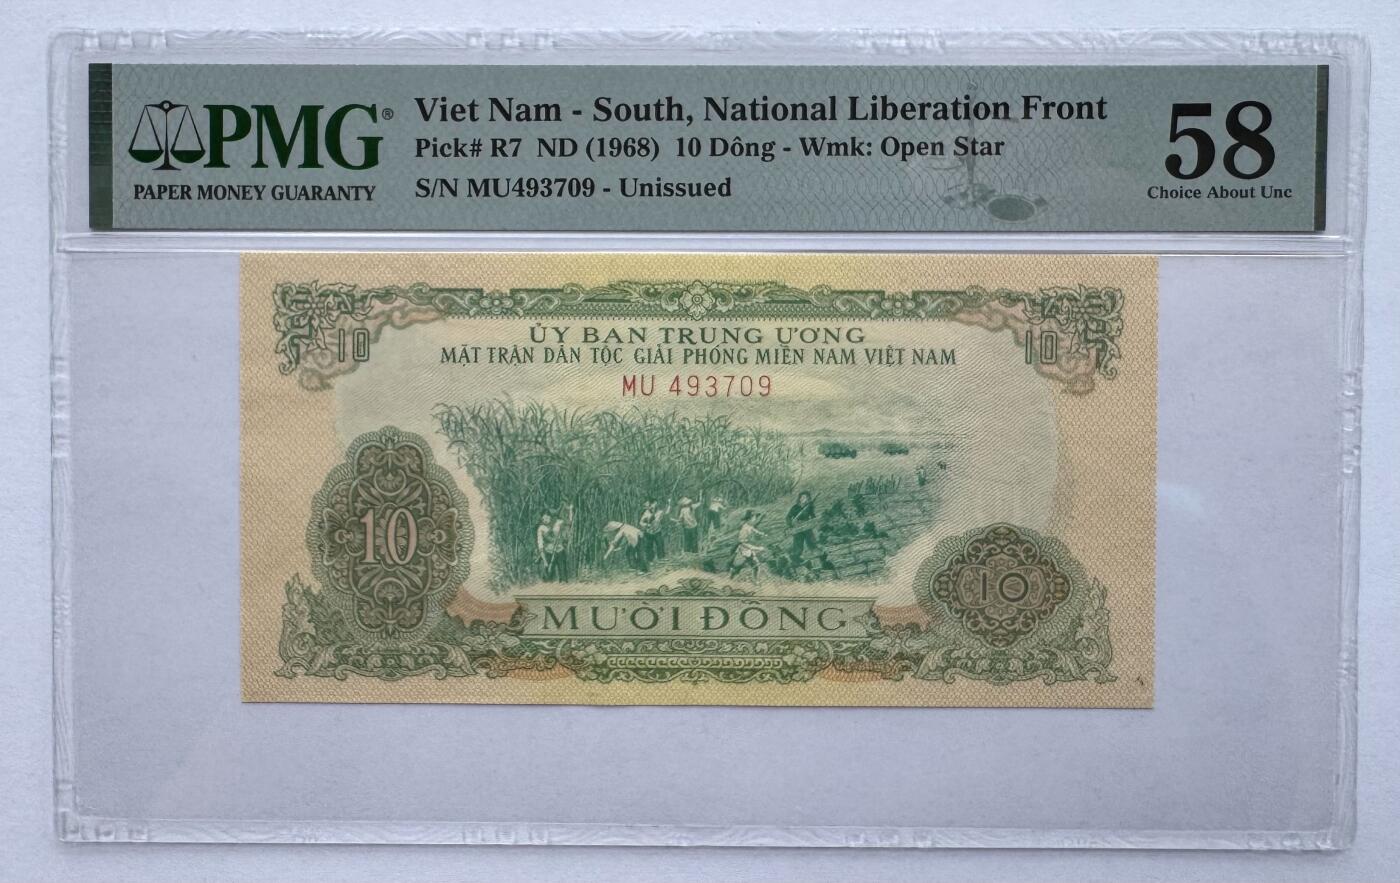 PMG®
PAPER MONEY GUARANTY
Viet Nam - South, National Liberation Front
Pick# R7 ND (1968) 10 Dông - Wmk: Open Star
S/N MU493709 - Unissued
58
Choice About Unc
10
10
ỦY BAN TRUNG ƯƠNG
MẶT TRẬN DÂN TỘC GIẢI PHÓNG MIỀN NAM VIỆT NAM
MU 493709
10
10
MƯỜI ĐỒNG